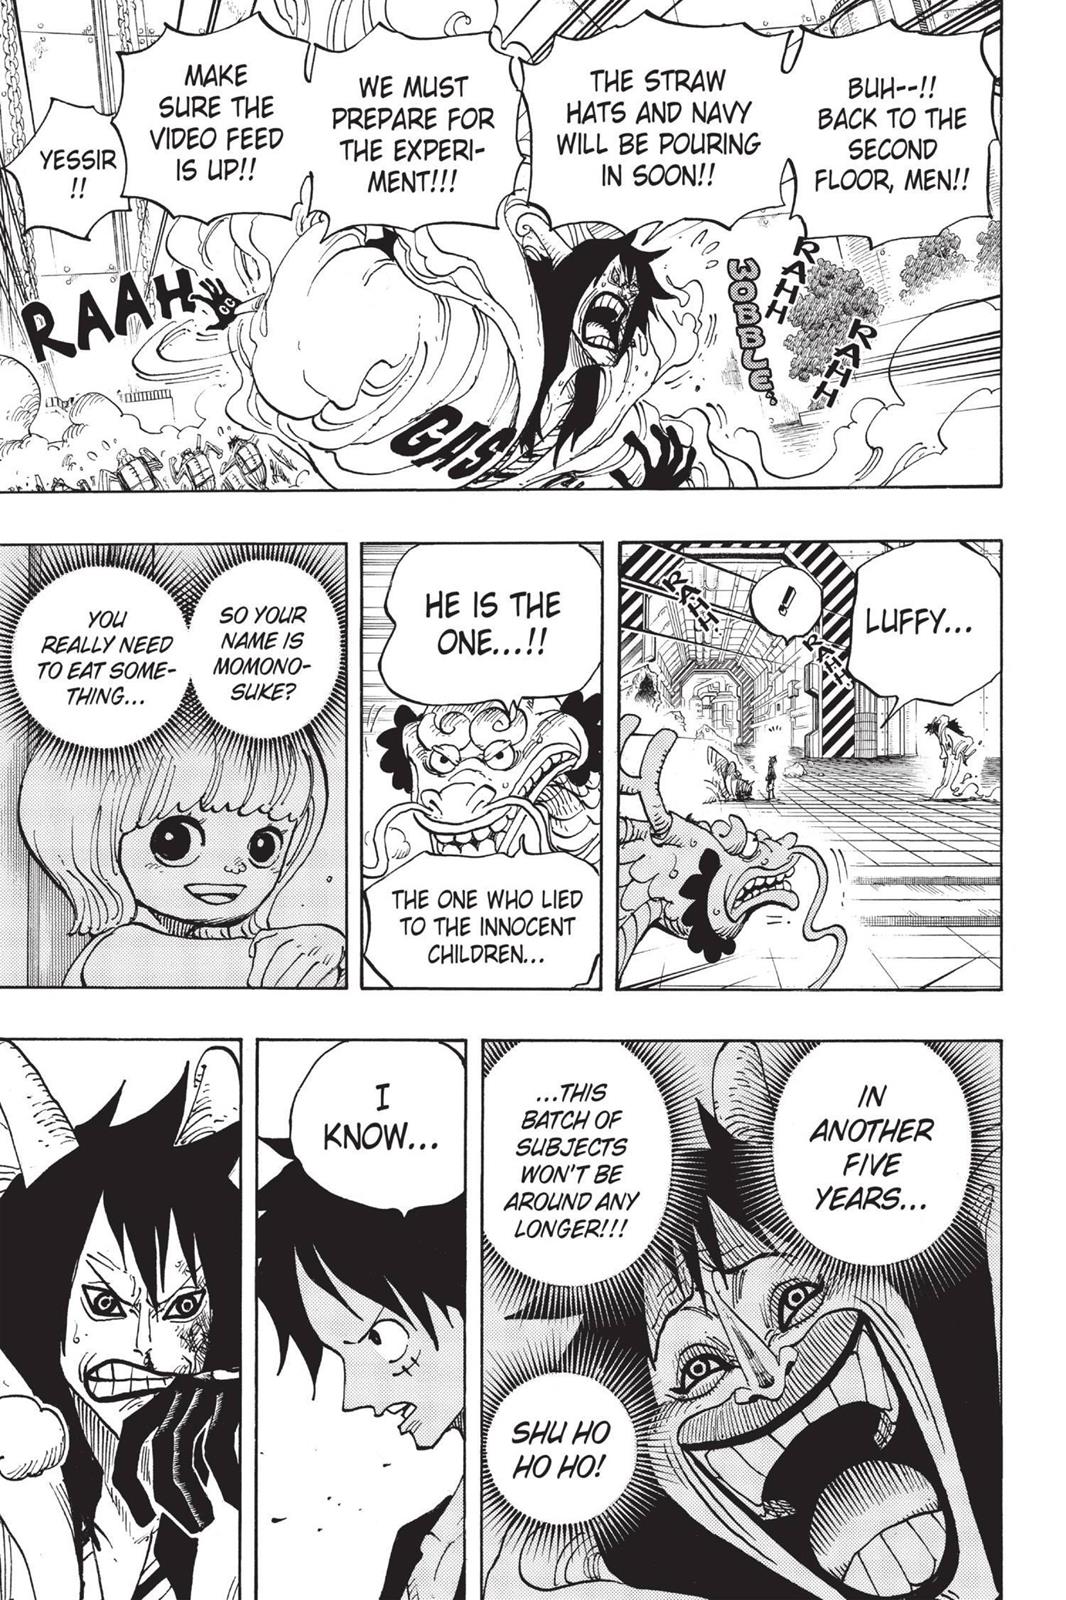 BUH--!!
BACK TO THE
SECOND
FLOOR, MEN!!
THE STRAW
HATS AND NAVY
WILL BE POURING
IN SOON!!
WE MUST
PREPARE FOR
THE EXPERI-
MENT!!!
MAKE
SURE THE
VIDEO FEED
IS UP!!
YESSIR
!!
RAHH
RAHH
WOBBLE
GAS
RAAH
LUFFY...
!
RAHH
RAHH
HE IS THE
ONE...!!
THE ONE WHO LIED
TO THE INNOCENT
CHILDREN...
SO YOUR
NAME IS
MOMONO-
SUKE?
YOU
REALLY NEED
TO EAT SOME-
THING...
IN
ANOTHER
FIVE
YEARS...
...THIS
BATCH OF
SUBJECTS
WON'T BE
AROUND ANY
LONGER!!!
SHU HO
HO HO!
I
KNOW...